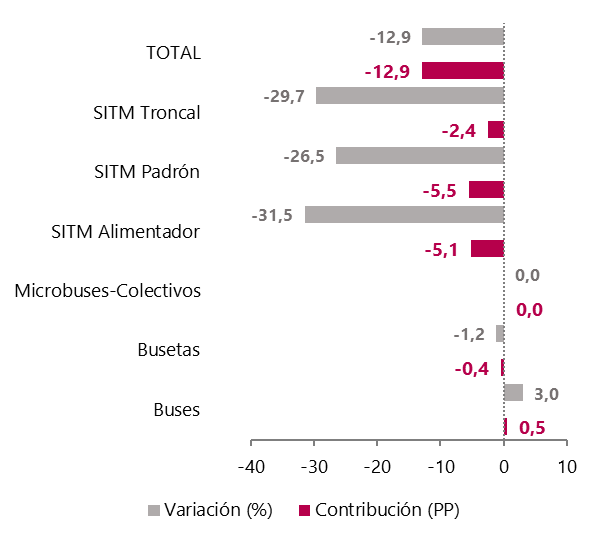 TOTAL
-12,9
-12,9
SITM Troncal
-29,7
-2,4
SITM Padrón
-26,5
-5,5
SITM Alimentador
-31,5
-5,1
Microbuses-Colectivos
0,0
0,0
Busetas
-1,2
-0,4
Buses
3,0
0,5
-40 -30 -20 -10 0 10
Variación (%) Contribución (PP)